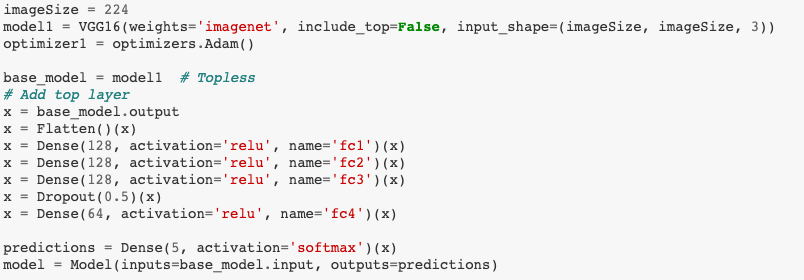 imageSize = 224
model1 = VGG16(weights='imagenet', include_top=False, input_shape=(imageSize, imageSize, 3))
optimizer1 = optimizers.Adam()
base_model = model1  # Topless
# Add top layer
x = base_model.output
x = Flatten()(x)
x = Dense(128, activation='relu', name='fc1')(x)
x = Dense(128, activation='relu', name='fc2')(x)
x = Dense(128, activation='relu', name='fc3')(x)
x = Dropout(0.5)(x)
x = Dense(64, activation='relu', name='fc4')(x)
predictions = Dense(5, activation='softmax')(x)
model = Model(inputs=base_model.input, outputs=predictions)